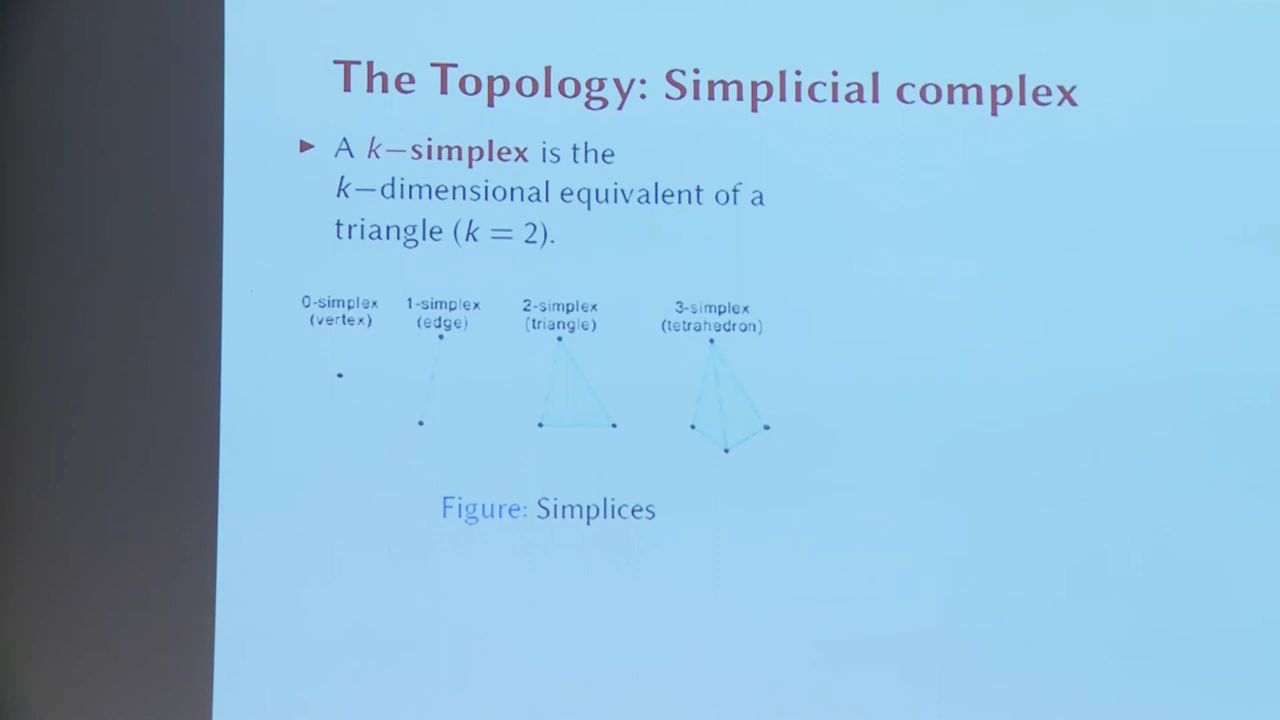 The Topology: Simplicial complex
► A k–simplex is the
k–dimensional equivalent of a
triangle (k = 2).
0-simplex 1-simplex 2-simplex 3-simplex
(vertex) (edge) (triangle) (tetrahedron)
Figure: Simplices